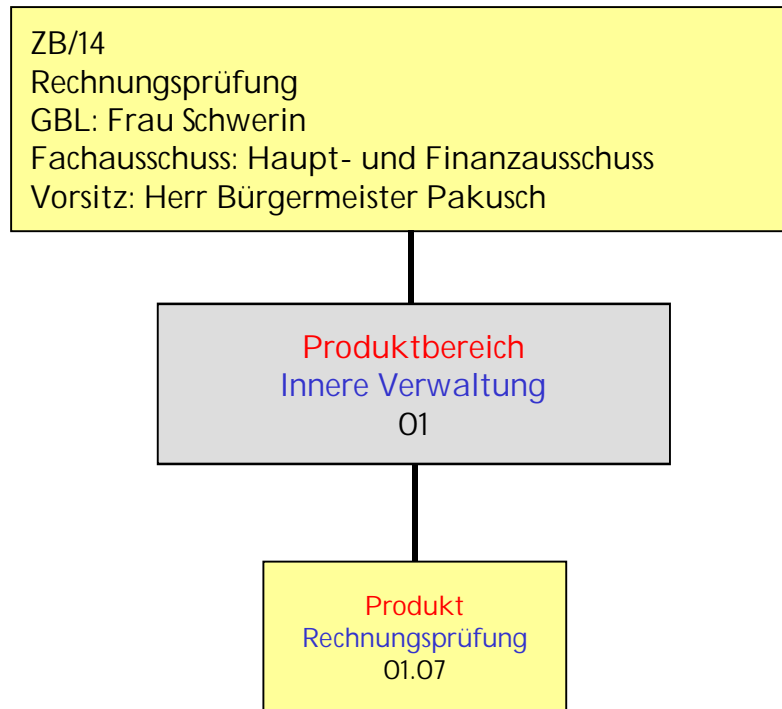 ZB/14
Rechnungsprüfung
GBL: Frau Schwerin
Fachausschuss: Haupt- und Finanzausschuss
Vorsitz: Herr Bürgermeister Pakusch
Produktbereich
Innere Verwaltung
01
Produkt
Rechnungsprüfung
01.07